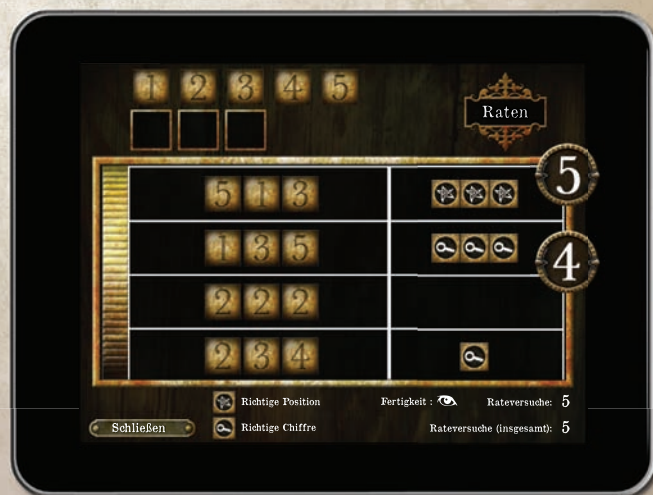 1 2 3 4 5
Raten
5 1 3
5
1 3 5
4
2 2 2
2 3 4
Richtige Position
Fertigkeit :
Rateversuche: 5
Schließen
Richtige Chiffre
Rateversuche (insgesamt): 5